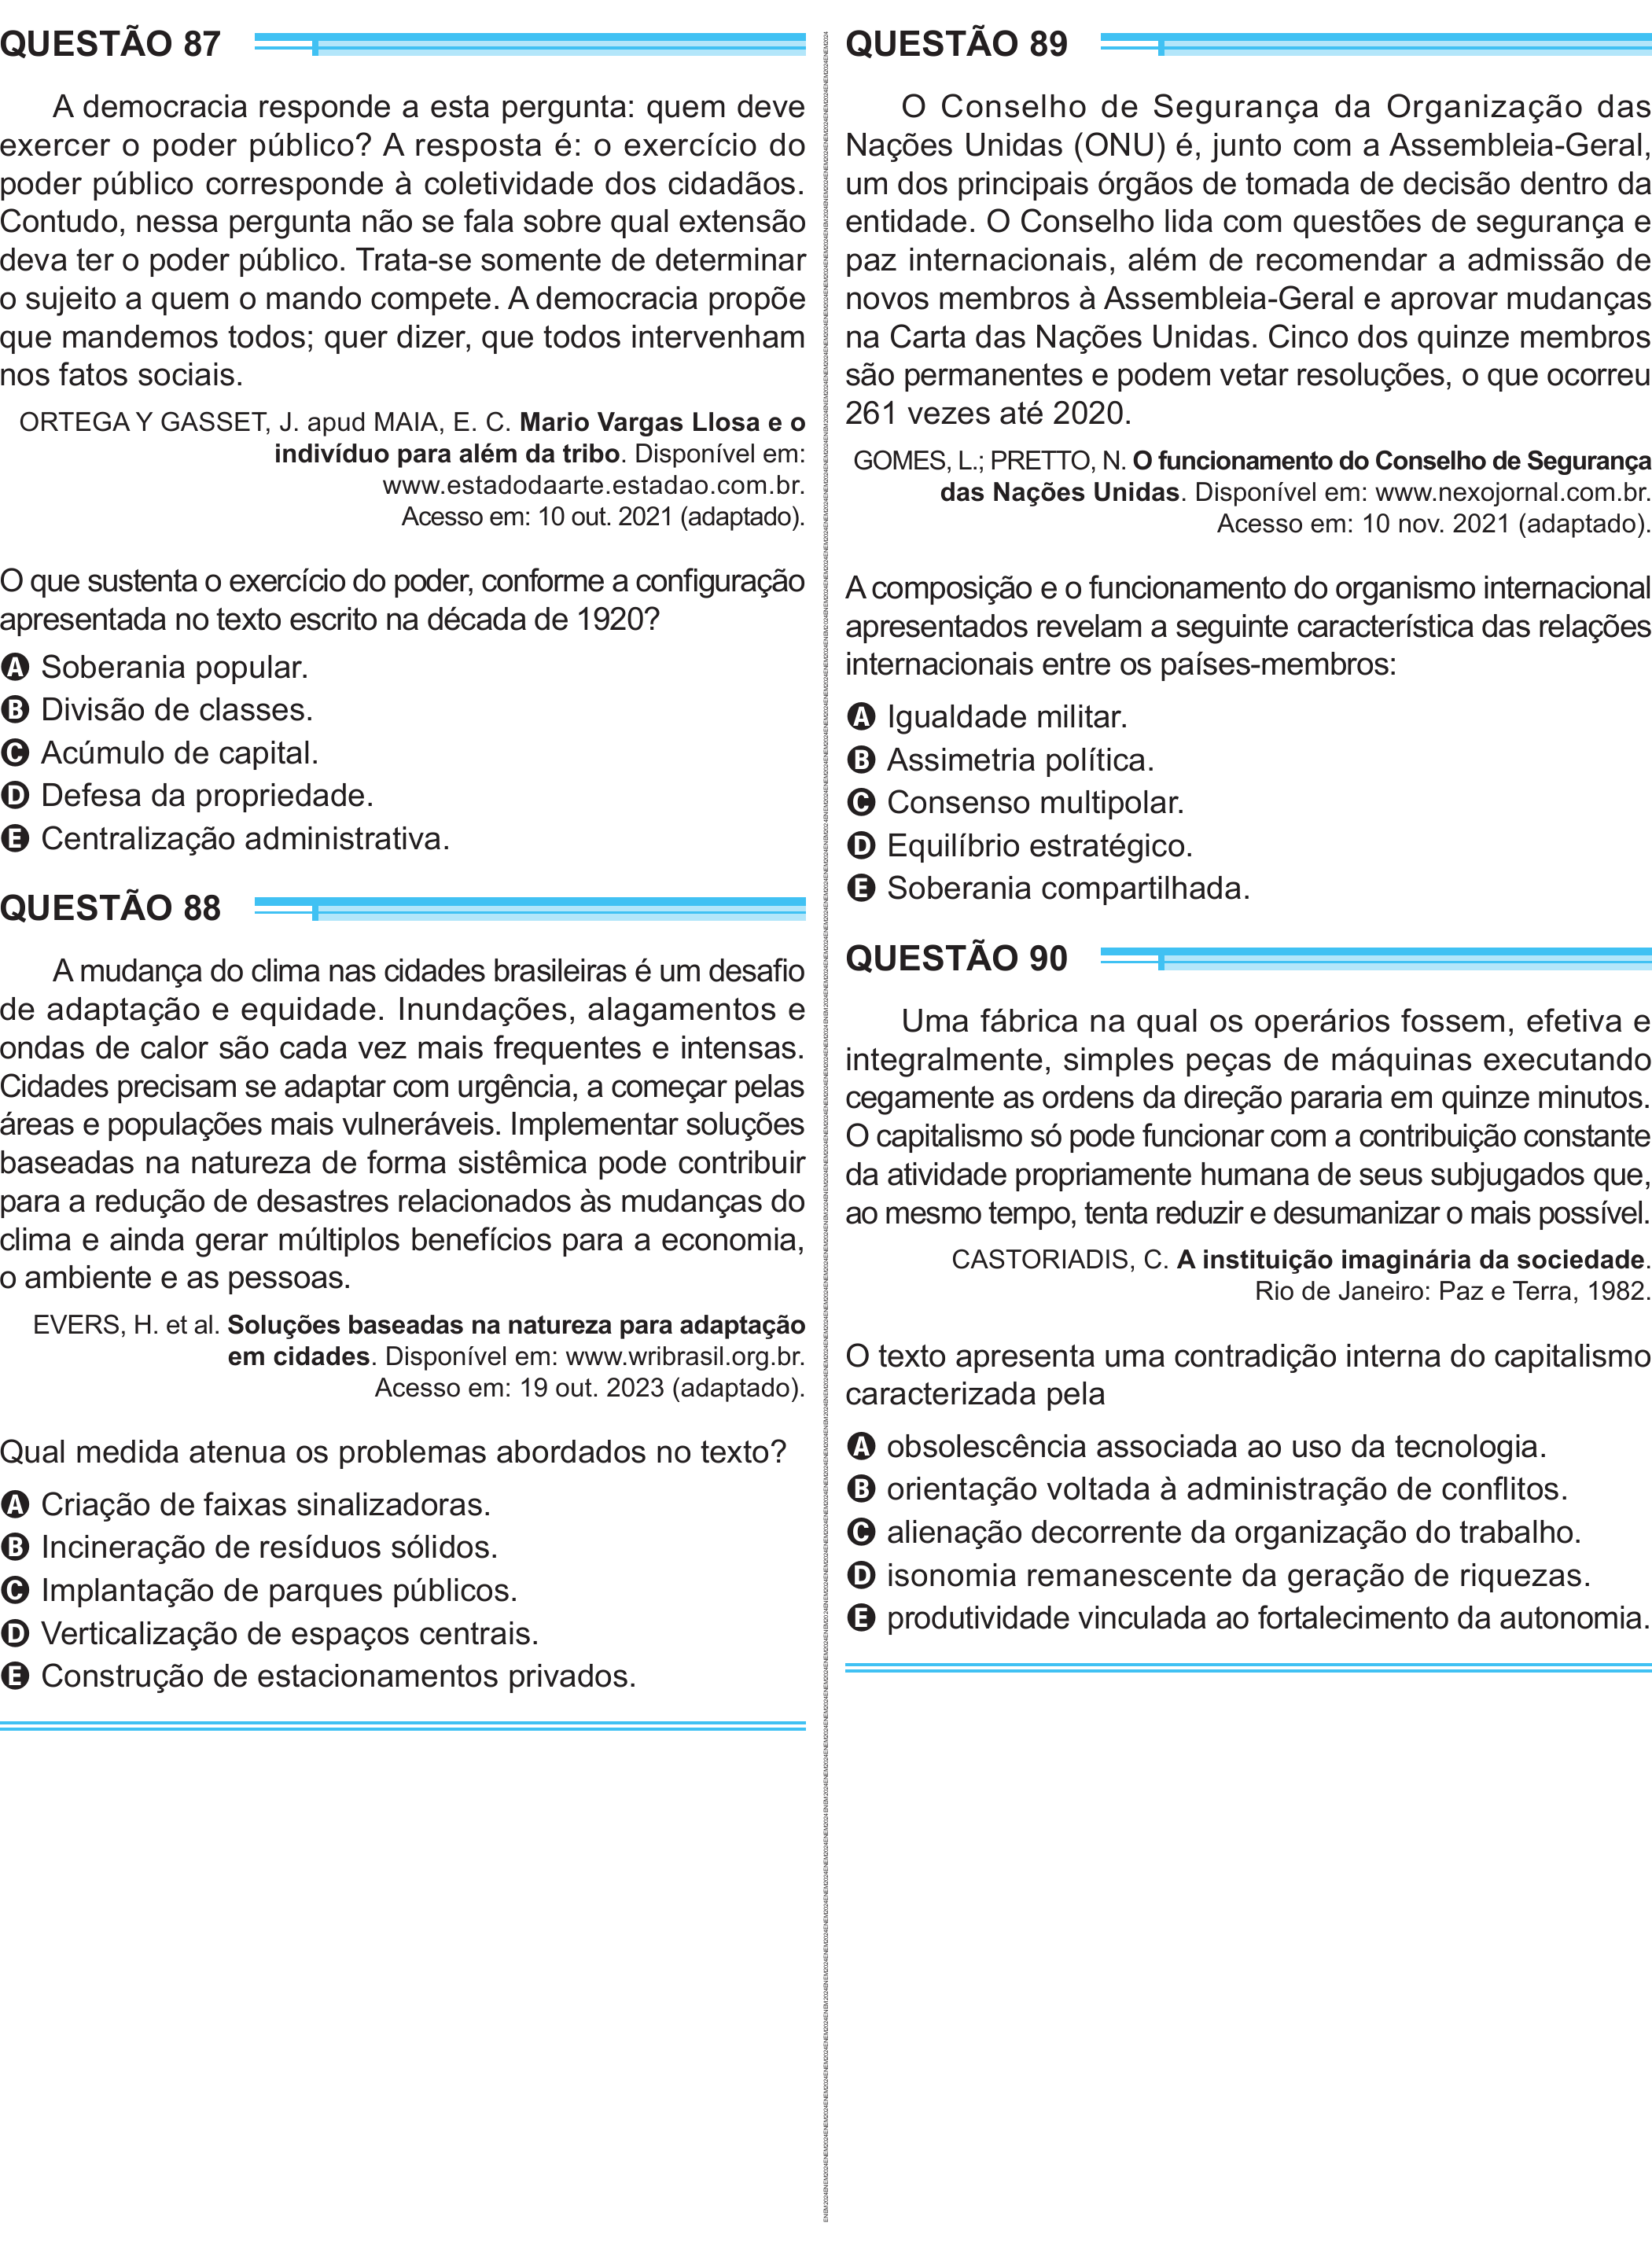 QUESTÃO 87
A democracia responde a esta pergunta: quem deve
exercer o poder público? A resposta é: o exercício do
poder público corresponde à coletividade dos cidadãos.
Contudo, nessa pergunta não se fala sobre qual extensão
deva ter o poder público. Trata-se somente de determinar
o sujeito a quem o mando compete. A democracia propõe
que mandemos todos; quer dizer, que todos intervenham
nos fatos sociais.
ORTEGA Y GASSET, J. apud MAIA, E. C. Mario Vargas Llosa e o
indivíduo para além da tribo. Disponível em:
www.estadodaarte.estadao.com.br.
Acesso em: 10 out. 2021 (adaptado).
O que sustenta o exercício do poder, conforme a configuração
apresentada no texto escrito na década de 1920?
A Soberania popular.
B Divisão de classes.
C Acúmulo de capital.
D Defesa da propriedade.
E Centralização administrativa.
QUESTÃO 88
A mudança do clima nas cidades brasileiras é um desafio
de adaptação e equidade. Inundações, alagamentos e
ondas de calor são cada vez mais frequentes e intensas.
Cidades precisam se adaptar com urgência, a começar pelas
áreas e populações mais vulneráveis. Implementar soluções
baseadas na natureza de forma sistêmica pode contribuir
para a redução de desastres relacionados às mudanças do
clima e ainda gerar múltiplos benefícios para a economia,
o ambiente e as pessoas.
EVERS, H. et al. Soluções baseadas na natureza para adaptação
em cidades. Disponível em: www.wribrasil.org.br.
Acesso em: 19 out. 2023 (adaptado).
Qual medida atenua os problemas abordados no texto?
A Criação de faixas sinalizadoras.
B Incineração de resíduos sólidos.
C Implantação de parques públicos.
D Verticalização de espaços centrais.
E Construção de estacionamentos privados.
QUESTÃO 89
O Conselho de Segurança da Organização das
Nações Unidas (ONU) é, junto com a Assembleia-Geral,
um dos principais órgãos de tomada de decisão dentro da
entidade. O Conselho lida com questões de segurança e
paz internacionais, além de recomendar a admissão de
novos membros à Assembleia-Geral e aprovar mudanças
na Carta das Nações Unidas. Cinco dos quinze membros
são permanentes e podem vetar resoluções, o que ocorreu
261 vezes até 2020.
GOMES, L.; PRETTO, N. O funcionamento do Conselho de Segurança
das Nações Unidas. Disponível em: www.nexojornal.com.br.
Acesso em: 10 nov. 2021 (adaptado).
A composição e o funcionamento do organismo internacional
apresentados revelam a seguinte característica das relações
internacionais entre os países-membros:
A Igualdade militar.
B Assimetria política.
C Consenso multipolar.
D Equilíbrio estratégico.
E Soberania compartilhada.
QUESTÃO 90
Uma fábrica na qual os operários fossem, efetiva e
integralmente, simples peças de máquinas executando
cegamente as ordens da direção pararia em quinze minutos.
O capitalismo só pode funcionar com a contribuição constante
da atividade propriamente humana de seus subjugados que,
ao mesmo tempo, tenta reduzir e desumanizar o mais possível.
CASTORIADIS, C. A instituição imaginária da sociedade.
Rio de Janeiro: Paz e Terra, 1982.
O texto apresenta uma contradição interna do capitalismo
caracterizada pela
A obsolescência associada ao uso da tecnologia.
B orientação voltada à administração de conflitos.
C alienação decorrente da organização do trabalho.
D isonomia remanescente da geração de riquezas.
E produtividade vinculada ao fortalecimento da autonomia.